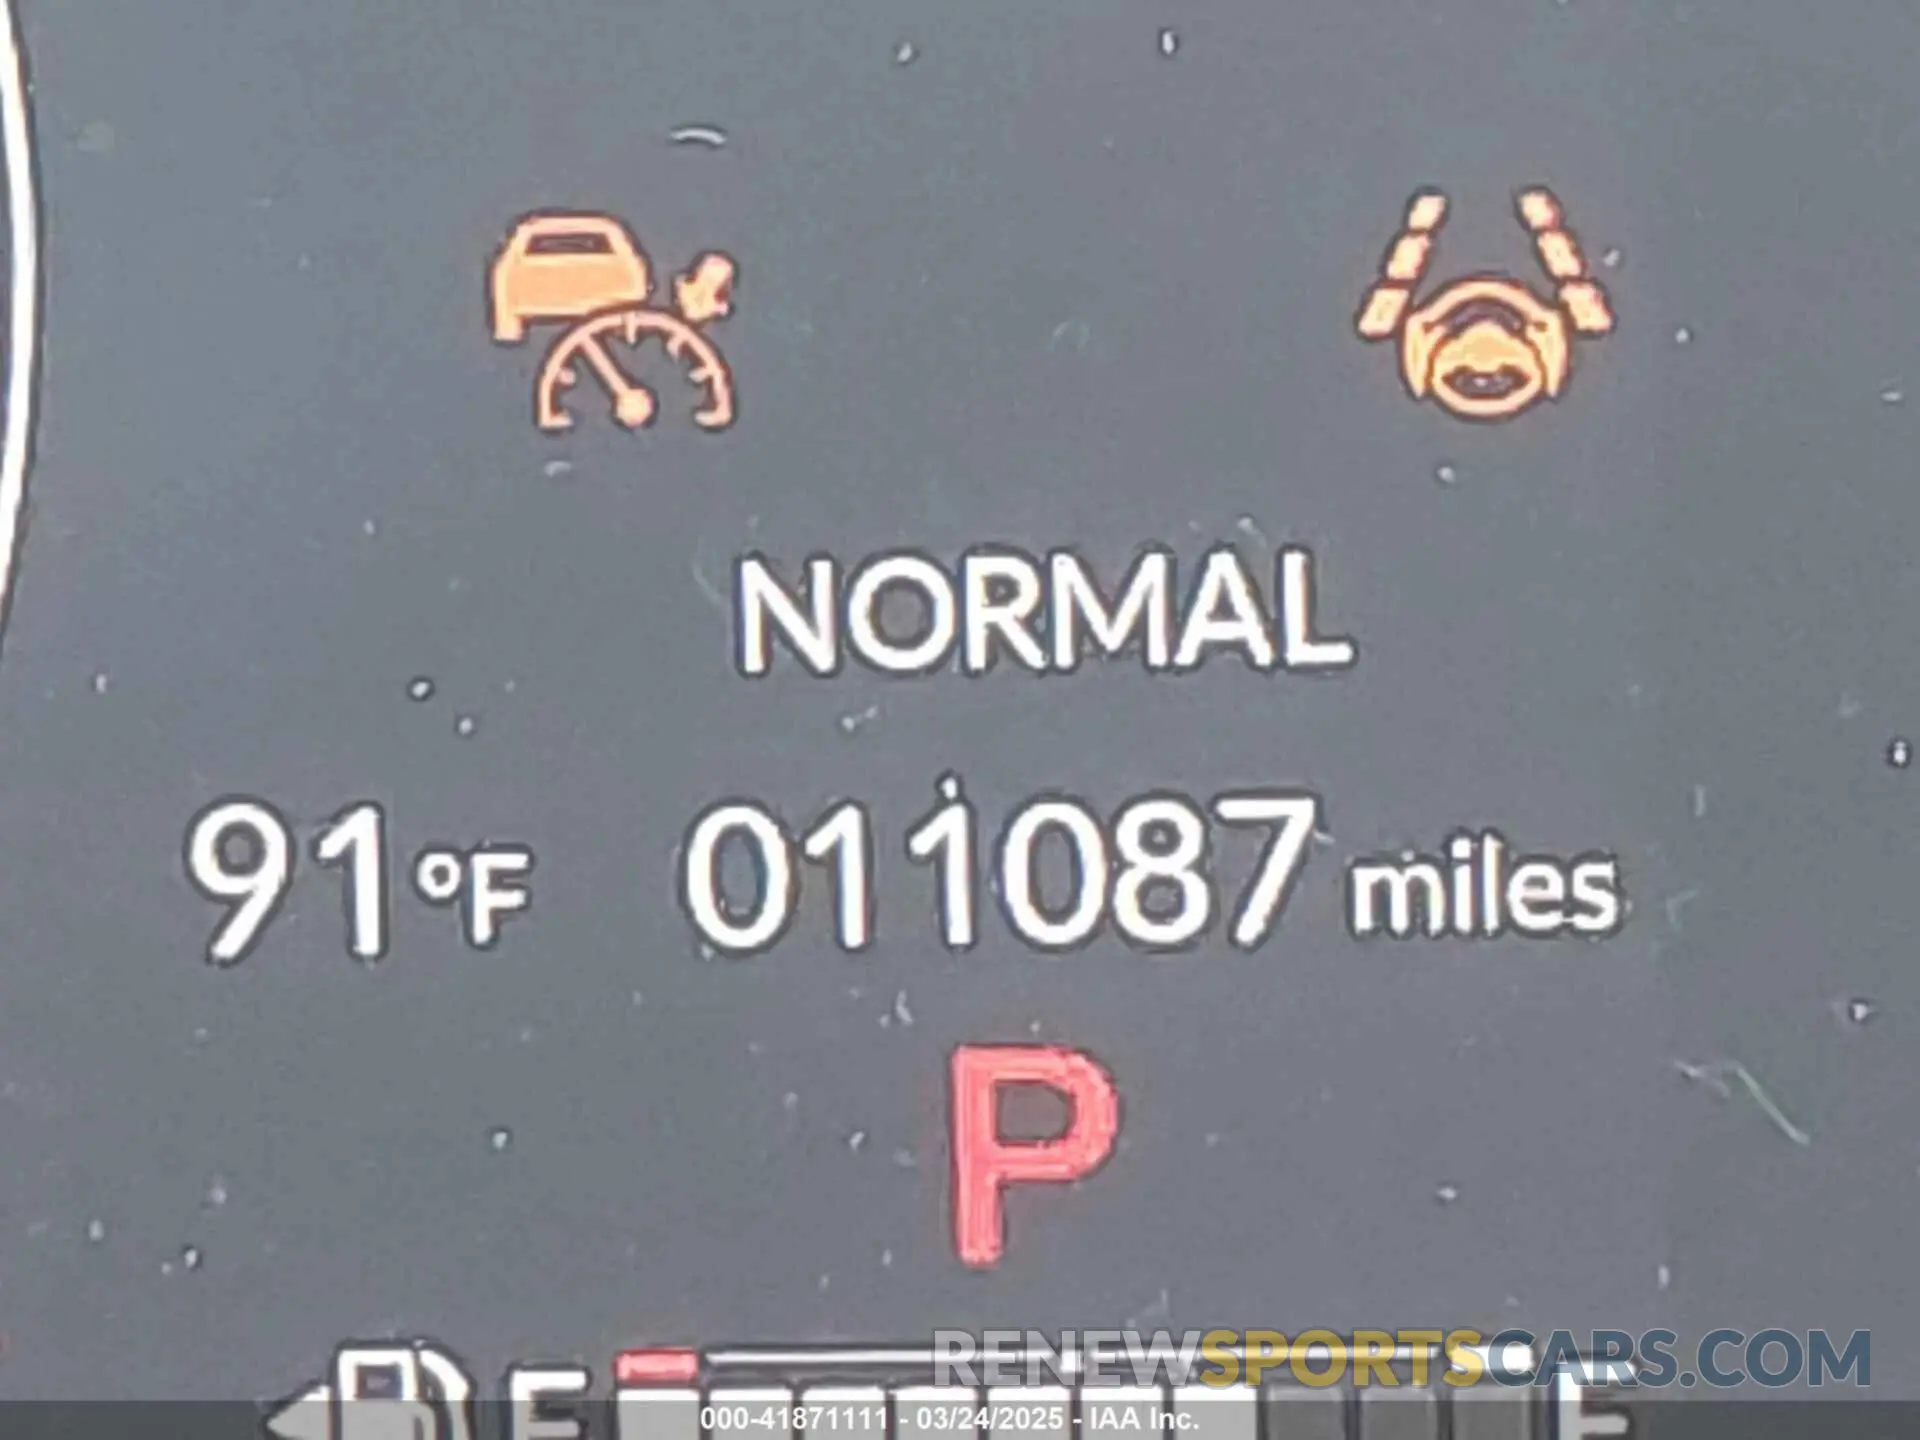 NORMAL
91°F 011087 miles
P
E F
RENEWSPORTSCARS.COM
000-41871111 - 03/24/2025 - IAA Inc.